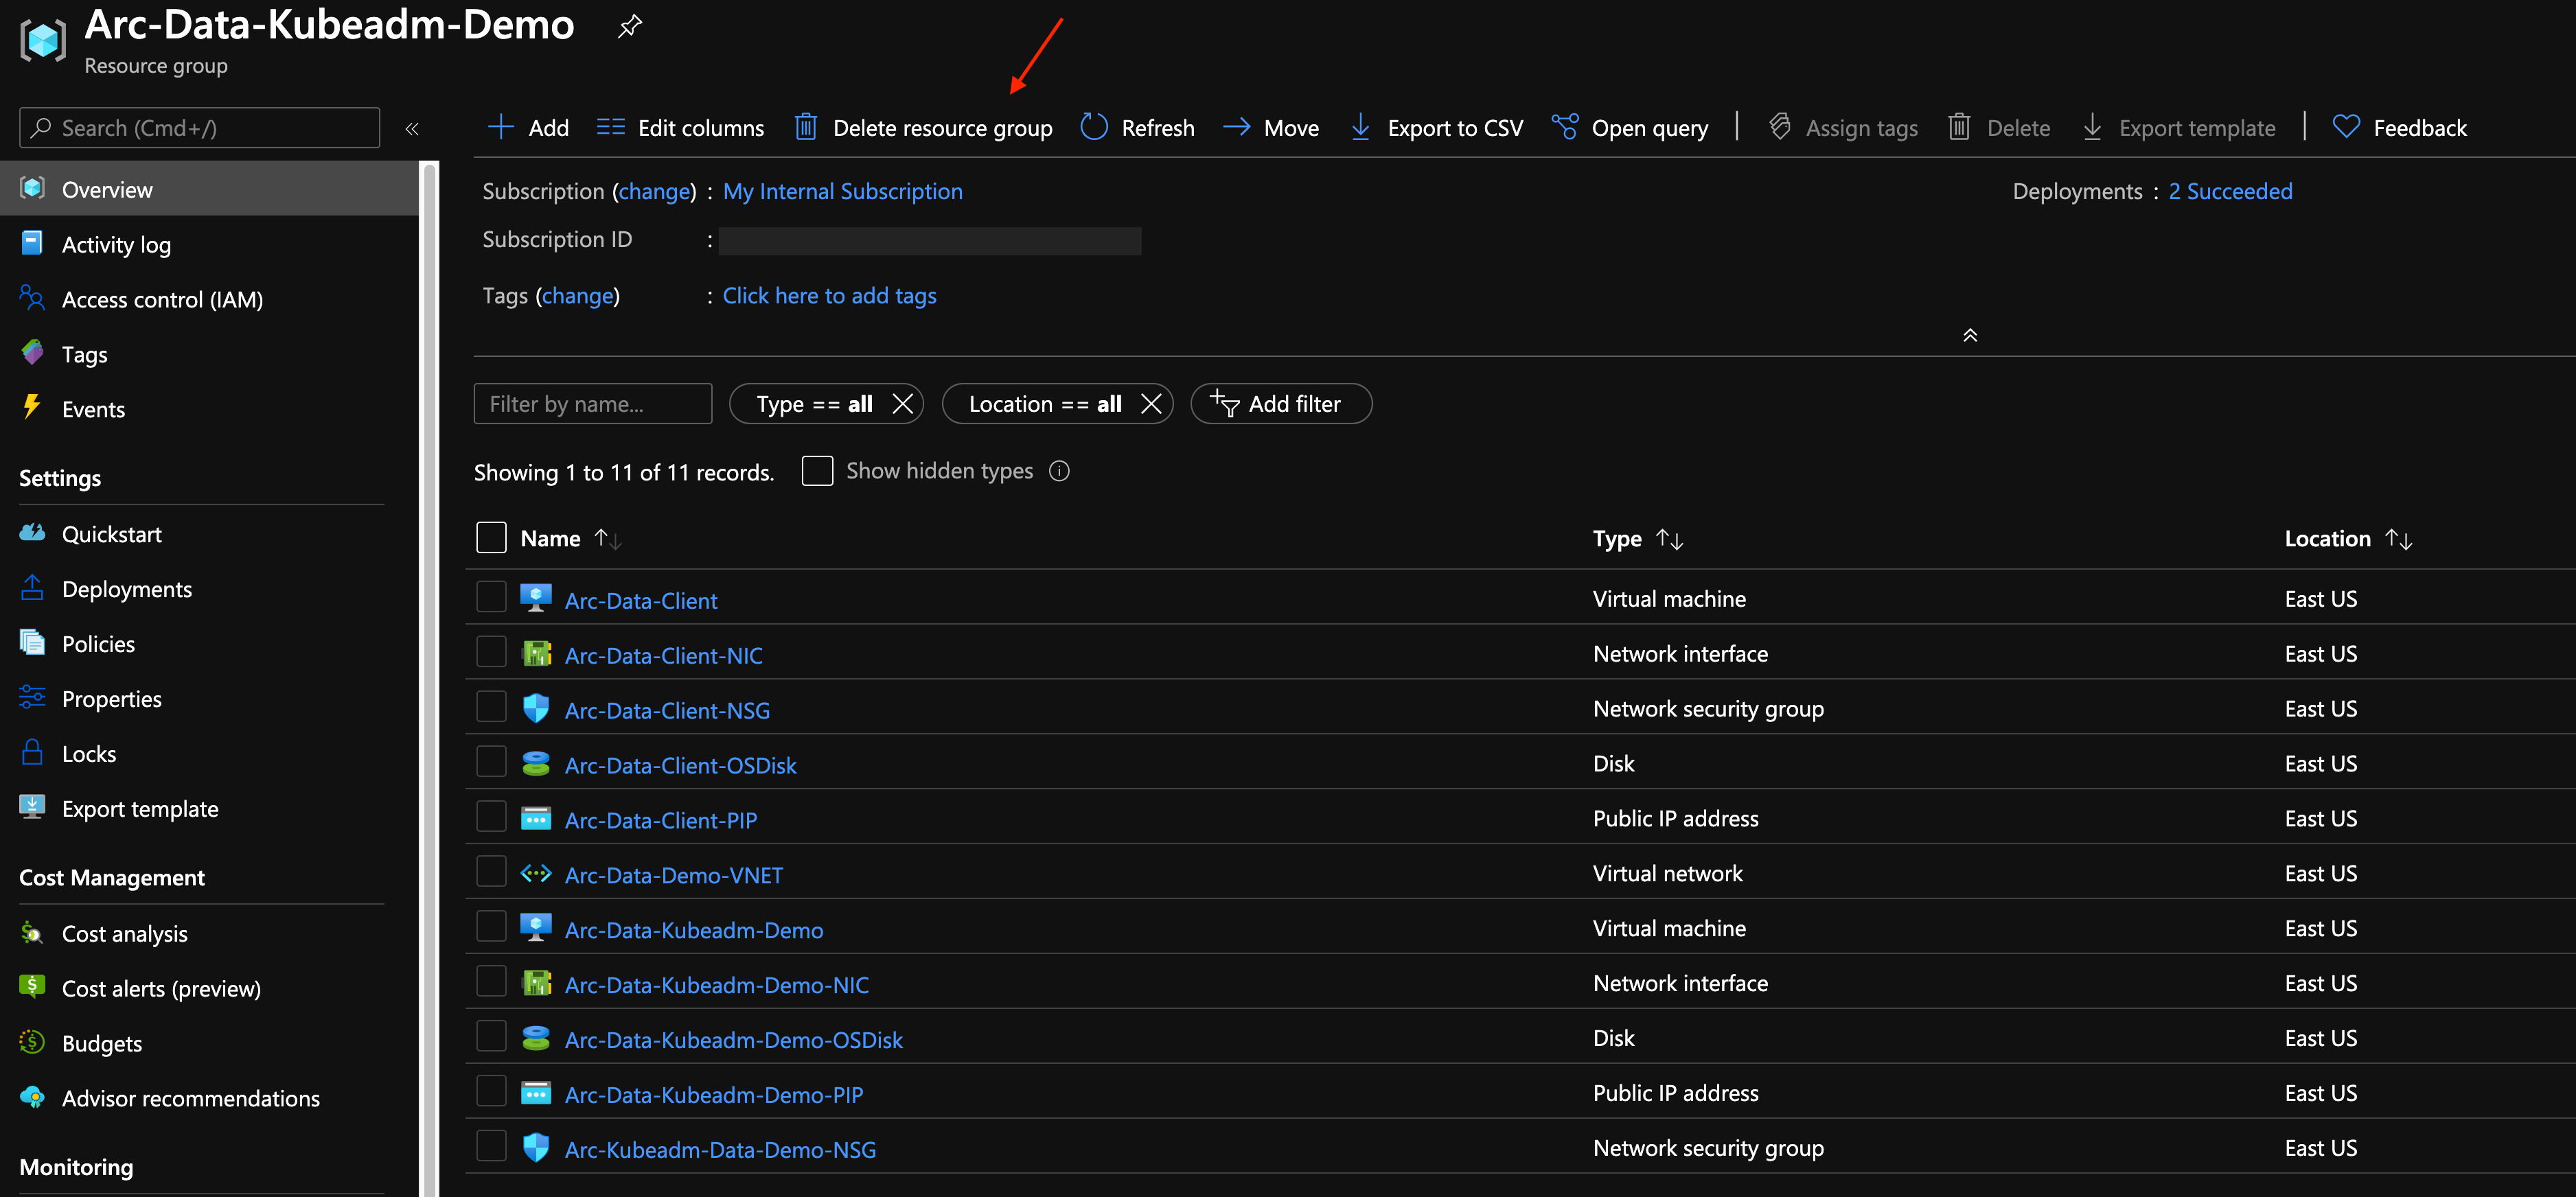 Arc-Data-Kubeadm-Demo
Resource group
Search (Cmd+/)
«
Add
Edit columns
Delete resource group
Refresh
Move
Export to CSV
Open query
Assign tags
Delete
Export template
Feedback
Overview
Activity log
Access control (IAM)
Tags
Events
Settings
Quickstart
Deployments
Policies
Properties
Locks
Export template
Cost Management
Cost analysis
Cost alerts (preview)
Budgets
Advisor recommendations
Monitoring
Subscription (change) : My Internal Subscription
Deployments : 2 Succeeded
Subscription ID :
Tags (change) : Click here to add tags
Filter by name...
Type == all
Location == all
Add filter
Showing 1 to 11 of 11 records.
Show hidden types
Name Type Location
Arc-Data-Client Virtual machine East US
Arc-Data-Client-NIC Network interface East US
Arc-Data-Client-NSG Network security group East US
Arc-Data-Client-OSDisk Disk East US
Arc-Data-Client-PIP Public IP address East US
Arc-Data-Demo-VNET Virtual network East US
Arc-Data-Kubeadm-Demo Virtual machine East US
Arc-Data-Kubeadm-Demo-NIC Network interface East US
Arc-Data-Kubeadm-Demo-OSDisk Disk East US
Arc-Data-Kubeadm-Demo-PIP Public IP address East US
Arc-Kubeadm-Data-Demo-NSG Network security group East US